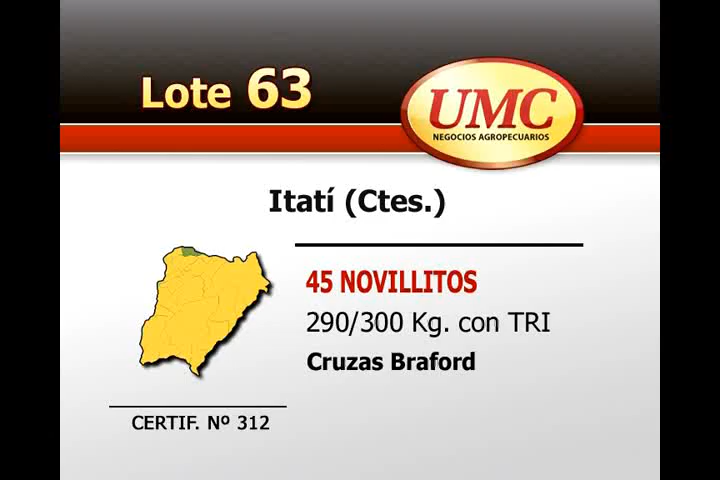 Lote 63
UMC
NEGOCIOS AGROPECUARIOS
Itatí (Ctes.)
45 NOVILLITOS
290/300 Kg. con TRI
Cruzas Braford
CERTIF. Nº 312